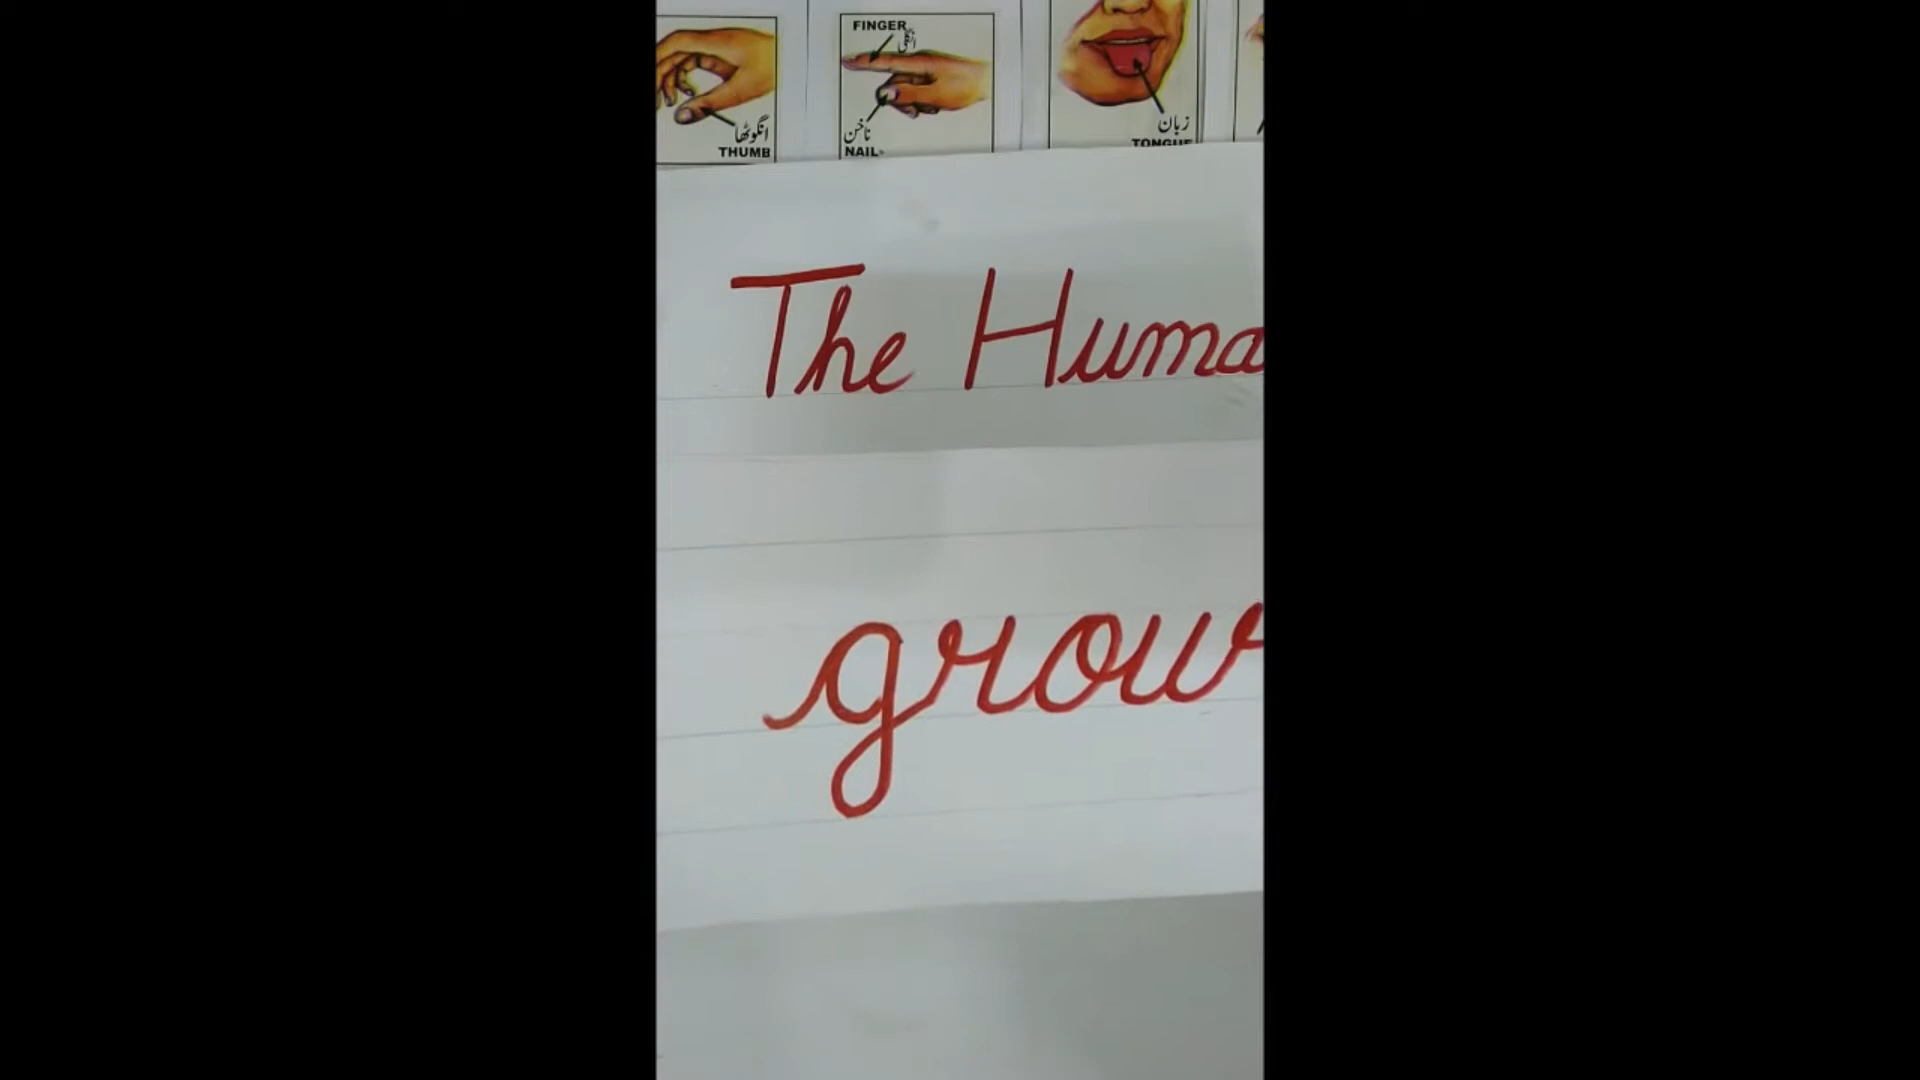 FINGER
انگلی
انگوٹھا
THUMB
ناخن
NAIL
زبان
TONGUE
The Huma
grow